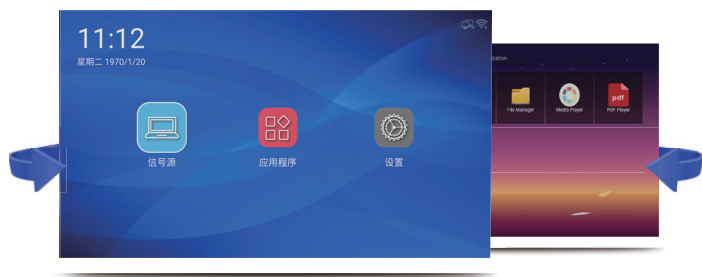 11:12
星期二 1970/1/20
信号源
应用程序
设置
ication
File Manager
Media Player
pdf
PDF Player